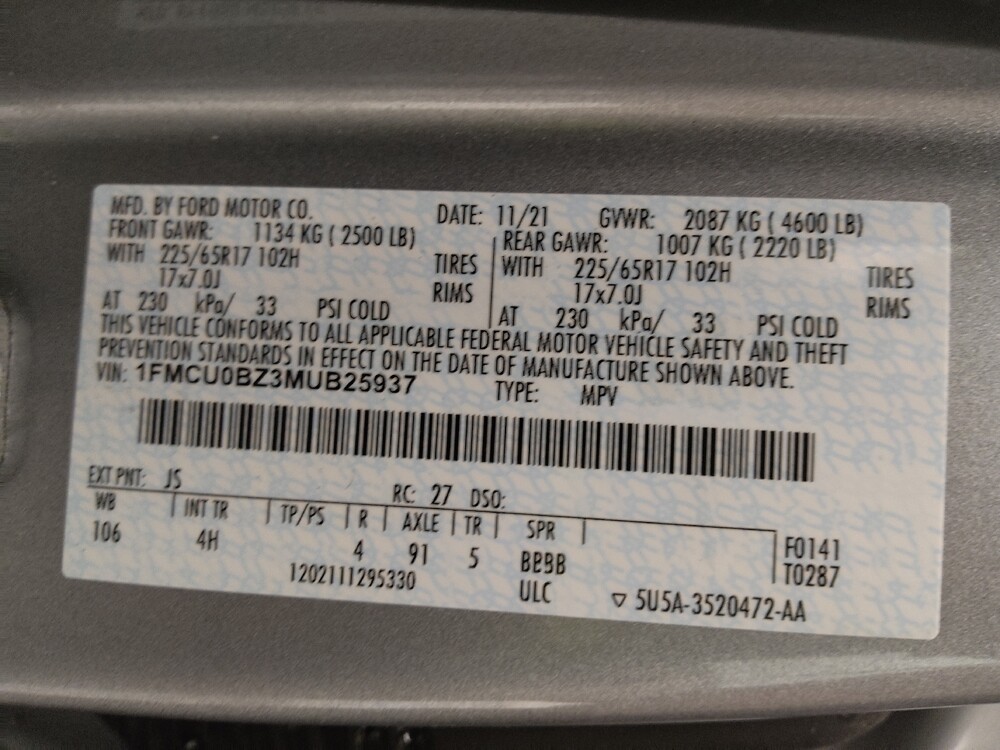 MFD. BY FORD MOTOR CO. DATE: 11/21 GVWR: 2087 KG ( 4600 LB)
FRONT GAWR: 1134 KG ( 2500 LB) REAR GAWR: 1007 KG ( 2220 LB)
WITH 225/65R17 102H TIRES WITH 225/65R17 102H TIRES
17x7.0J RIMS 17x7.0J RIMS
AT 230 kPa/ 33 PSI COLD AT 230 kPa/ 33 PSI COLD
THIS VEHICLE CONFORMS TO ALL APPLICABLE FEDERAL MOTOR VEHICLE SAFETY AND THEFT
PREVENTION STANDARDS IN EFFECT ON THE DATE OF MANUFACTURE SHOWN ABOVE.
VIN: 1FMCU0BZ3MUB25937 TYPE: MPV
EXT PNT: JS RC: 27 DSO:
WB INT TR TP/PS R AXLE TR SPR
106 4H 4 91 5 BBBB F0141
T0287
1202111295330 ULC ▽ 5U5A-3520472-AA